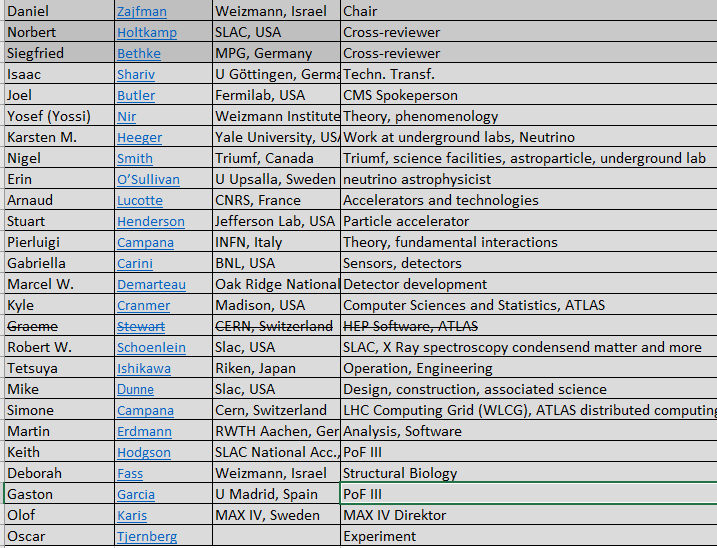 Daniel Zajfman Weizmann, Israel Chair
Norbert Holtkamp SLAC, USA Cross-reviewer
Siegfried Bethke MPG, Germany Cross-reviewer
Isaac Shariv U Göttingen, Germa Techn. Transf.
Joel Butler Fermilab, USA CMS Spokeperson
Yosef (Yossi) Nir Weizmann Institute Theory, phenomenology
Karsten M. Heeger Yale University, USA Work at underground labs, Neutrino
Nigel Smith Triumf, Canada Triumf, science facilities, astroparticle, underground lab
Erin O’Sullivan U Upsalla, Sweden neutrino astrophysicist
Arnaud Lucotte CNRS, France Accelerators and technologies
Stuart Henderson Jefferson Lab, USA Particle accelerator
Pierluigi Campana INFN, Italy Theory, fundamental interactions
Gabriella Carini BNL, USA Sensors, detectors
Marcel W. Demarteau Oak Ridge National Detector development
Kyle Cranmer Madison, USA Computer Sciences and Statistics, ATLAS
Graeme Stewart CERN, Switzerland HEP Software, ATLAS
Robert W. Schoenlein Slac, USA SLAC, X Ray spectroscopy condensend matter and more
Tetsuya Ishikawa Riken, Japan Operation, Engineering
Mike Dunne Slac, USA Design, construction, associated science
Simone Campana Cern, Switzerland LHC Computing Grid (WLCG), ATLAS distributed computing
Martin Erdmann RWTH Aachen, Ger Analysis, Software
Keith Hodgson SLAC National Acc., PoF III
Deborah Fass Weizmann, Israel Structural Biology
Gaston Garcia U Madrid, Spain PoF III
Olof Karis MAX IV, Sweden MAX IV Direktor
Oscar Tjernberg Experiment